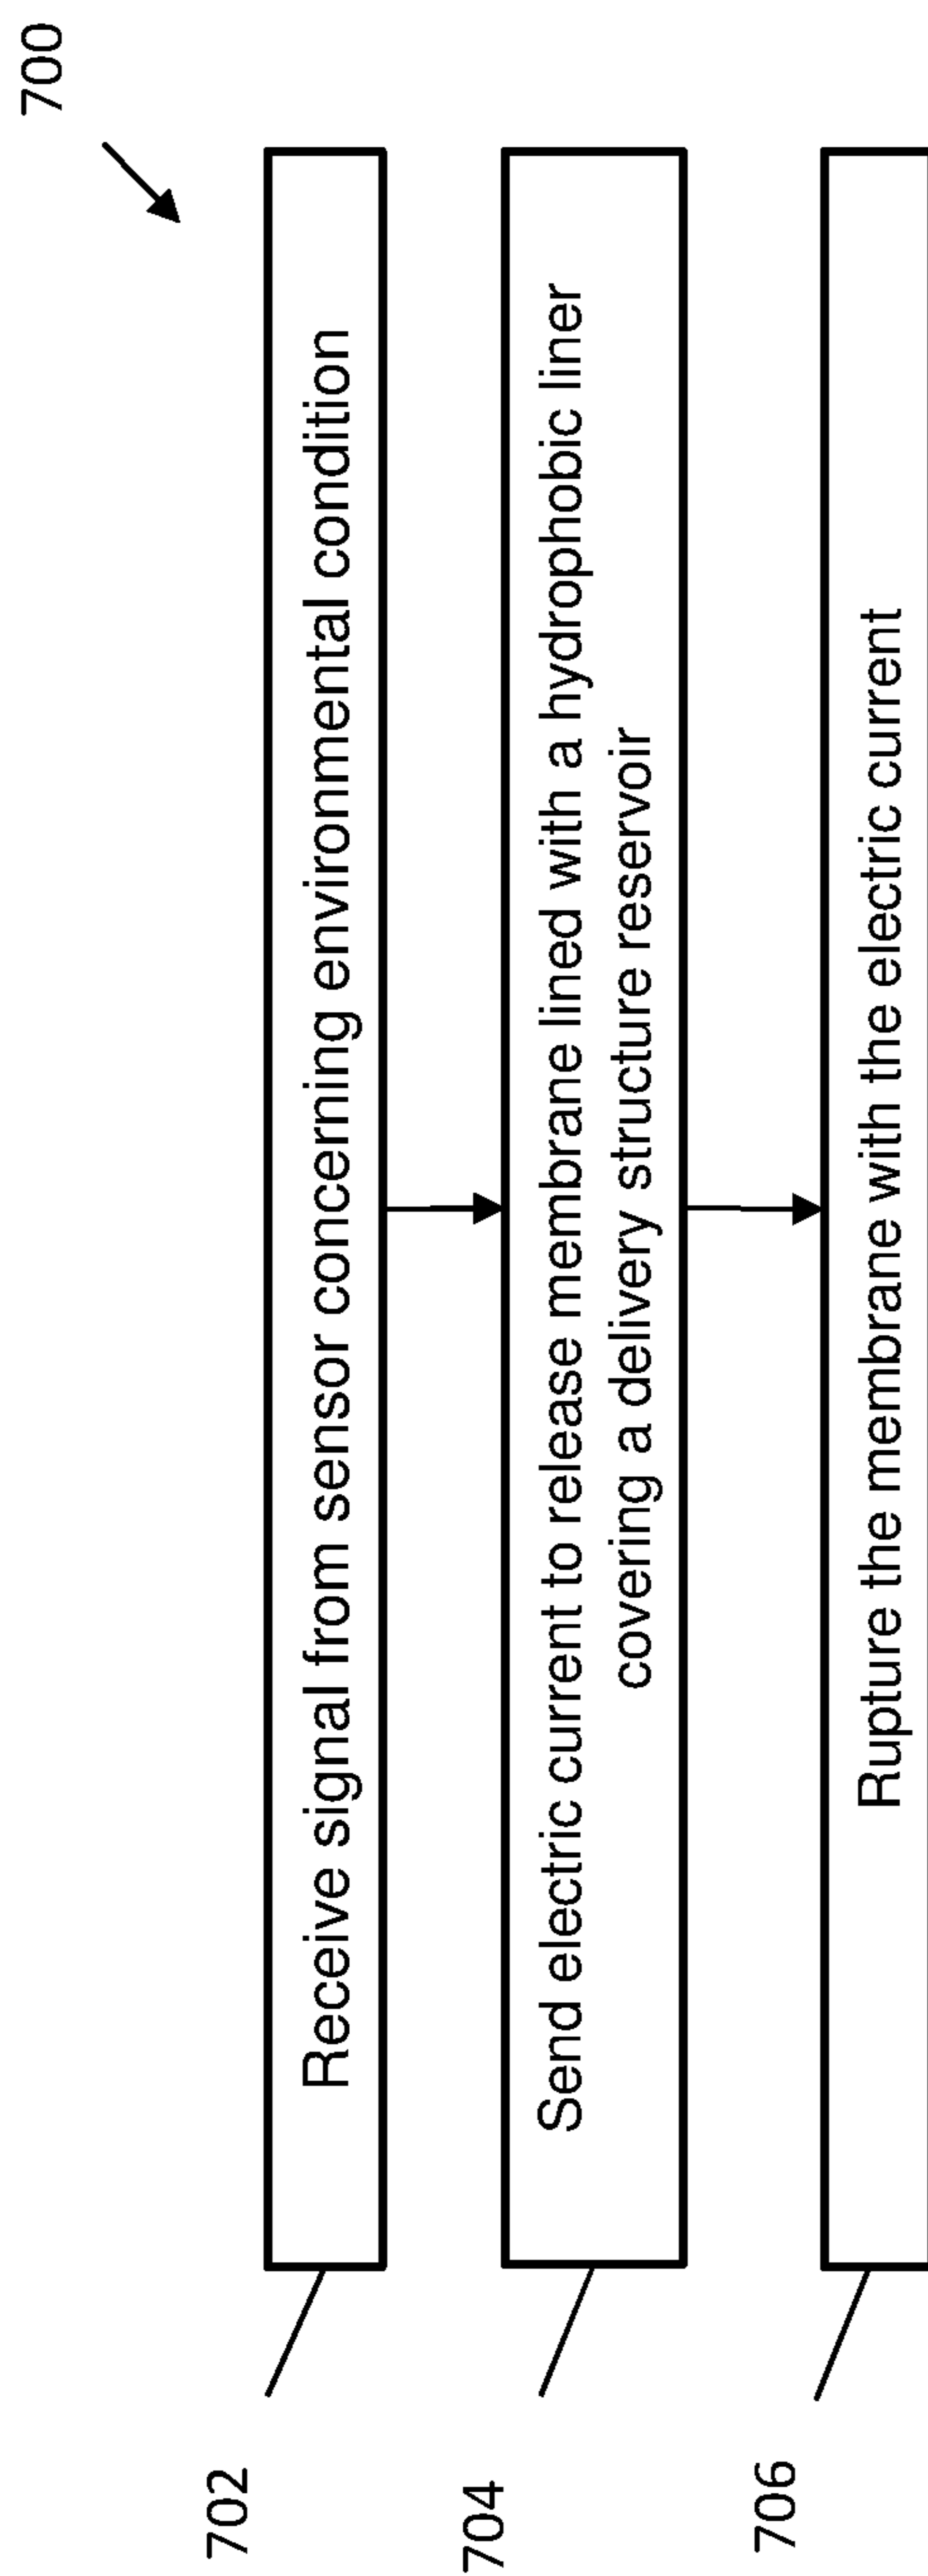 700
702
Receive signal from sensor concerning environmental condition
704
Send electric current to release membrane lined with a hydrophobic liner
covering a delivery structure reservoir
706
Rupture the membrane with the electric current